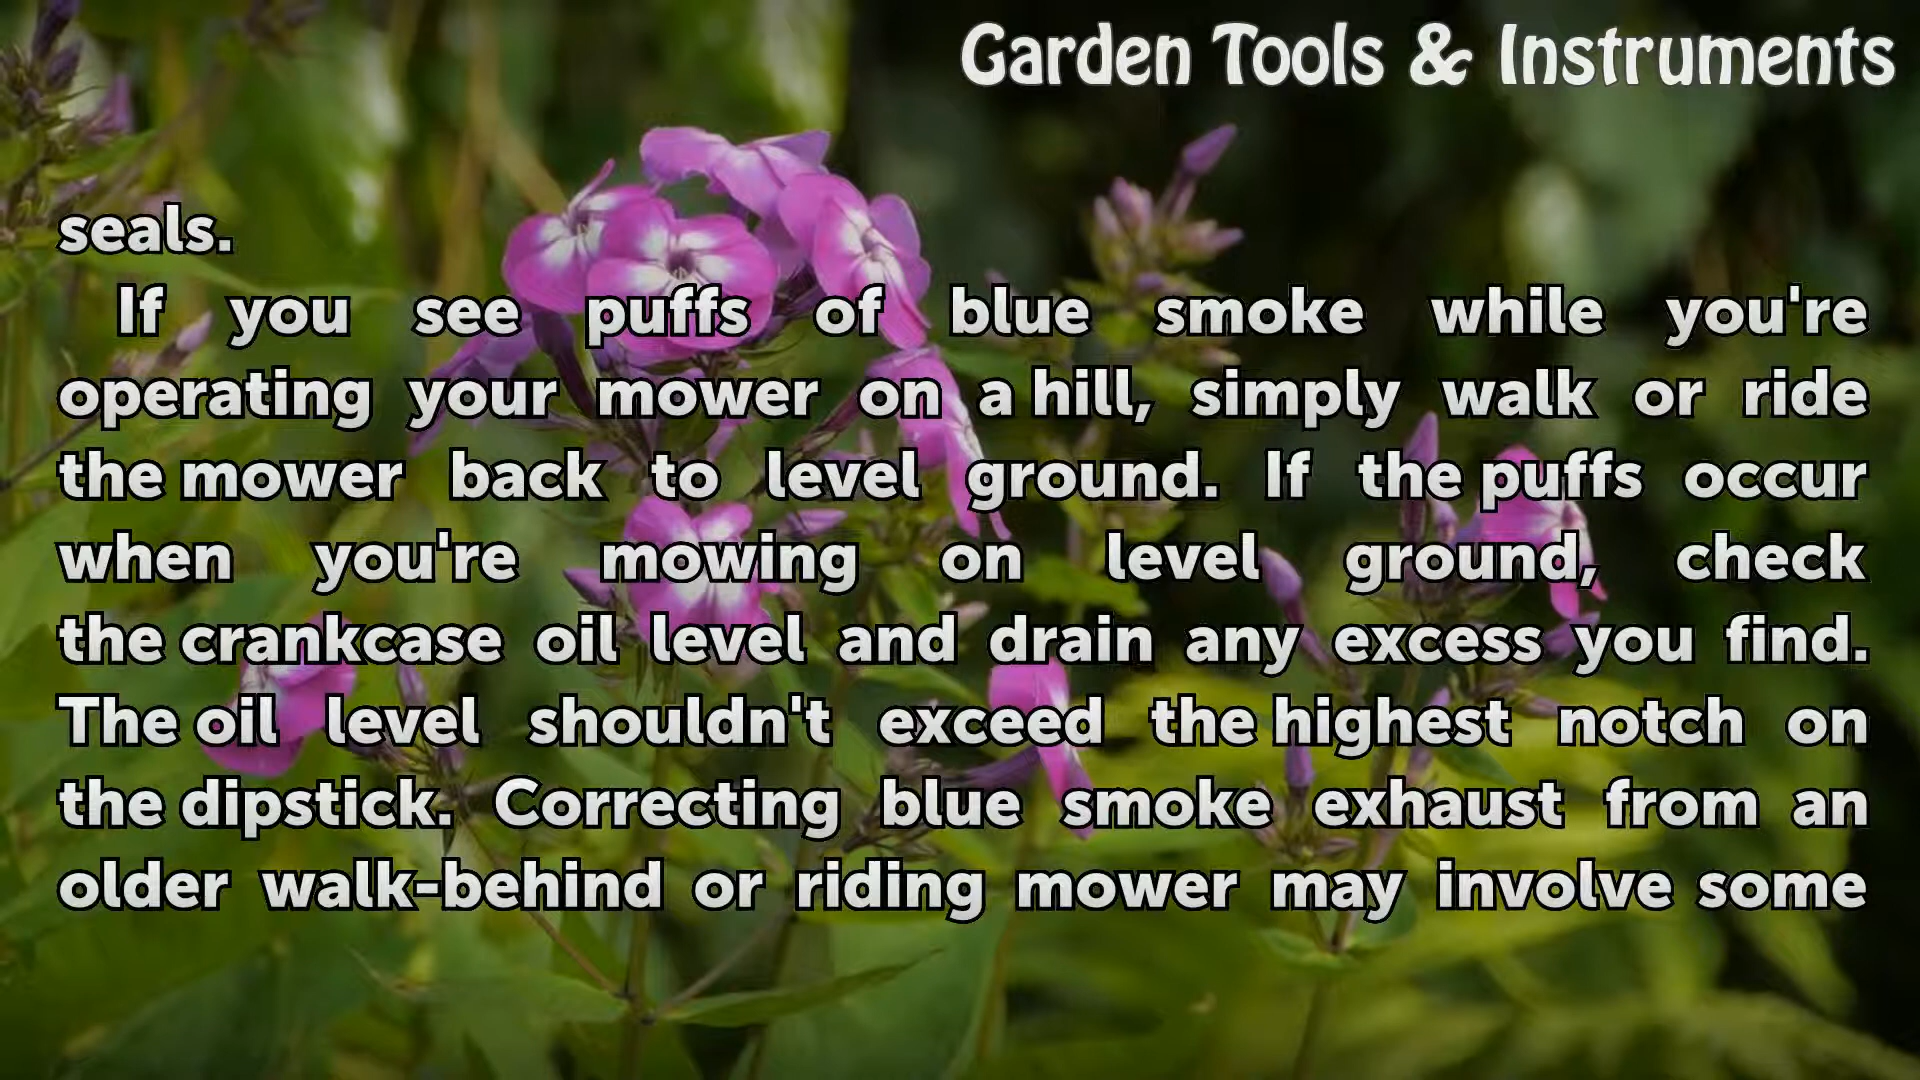 Garden Tools & Instruments
seals.
If you see puffs of blue smoke while you're
operating your mower on a hill, simply walk or ride
the mower back to level ground. If the puffs occur
when you're mowing on level ground, check
the crankcase oil level and drain any excess you find.
The oil level shouldn't exceed the highest notch on
the dipstick. Correcting blue smoke exhaust from an
older walk-behind or riding mower may involve some